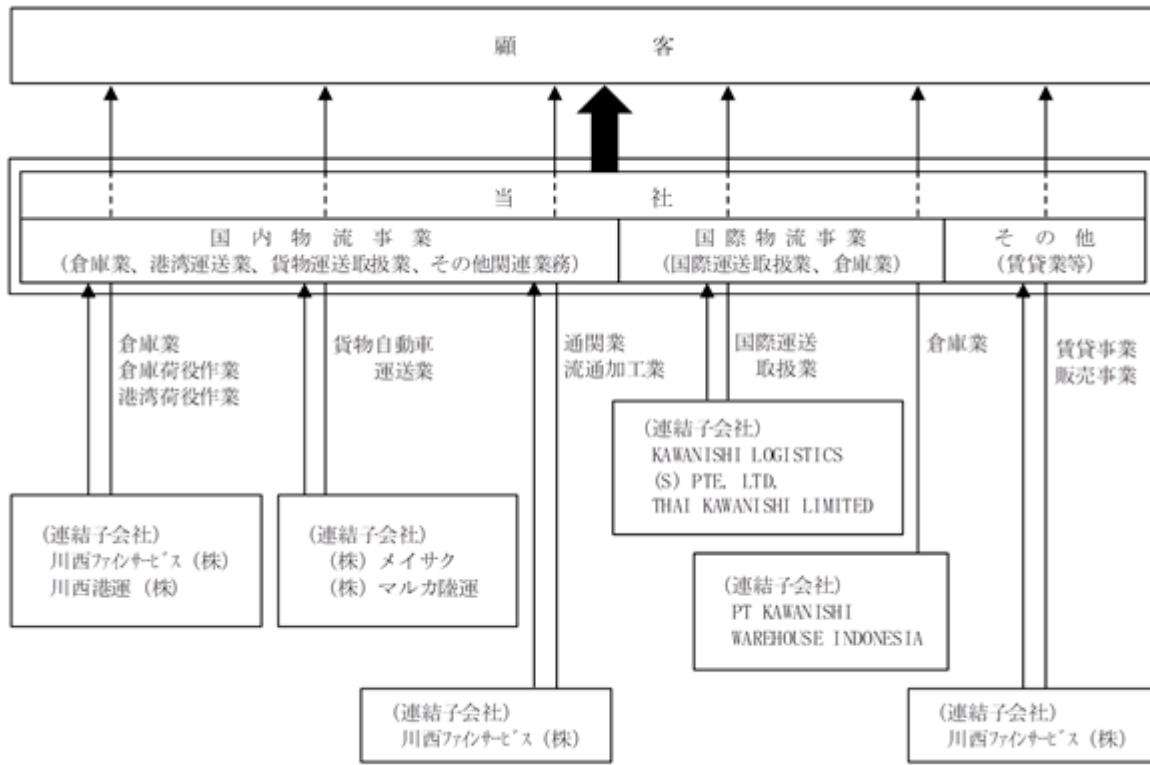 顧客
当社
国内物流事業
(倉庫業、港湾運送業、貨物運送取扱業、その他関連業務)
国際物流事業
(国際運送取扱業、倉庫業)
その他
(賃貸業等)
倉庫業
倉庫荷役作業
港湾荷役作業
貨物自動車
運送業
通関業
流通加工業
国際運送
取扱業
倉庫業
賃貸事業
販売事業
(連結子会社)
KAWANISHI LOGISTICS
(S) PTE. LTD.
THAI KAWANISHI LIMITED
(連結子会社)
川西ファインサービス(株)
川西港運(株)
(連結子会社)
(株)メイサク
(株)マルカ陸運
(連結子会社)
PT KAWANISHI
WAREHOUSE INDONESIA
(連結子会社)
川西ファインサービス(株)
(連結子会社)
川西ファインサービス(株)